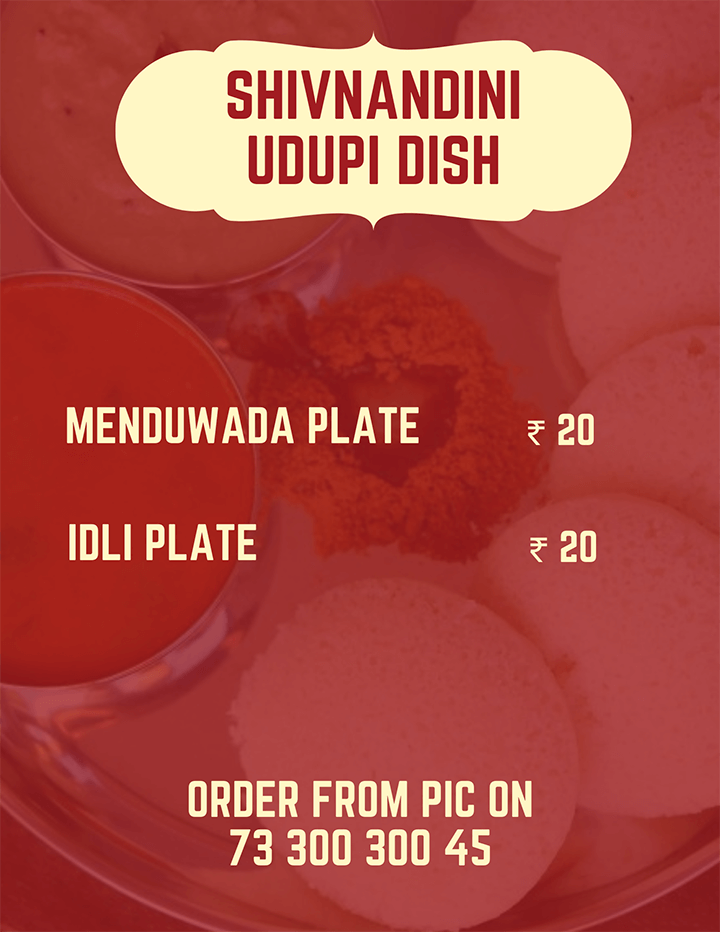 SHIVNANDINI
UDUPI DISH
MENDUWADA PLATE ₹ 20
IDLI PLATE ₹ 20
ORDER FROM PIC ON
73 300 300 45